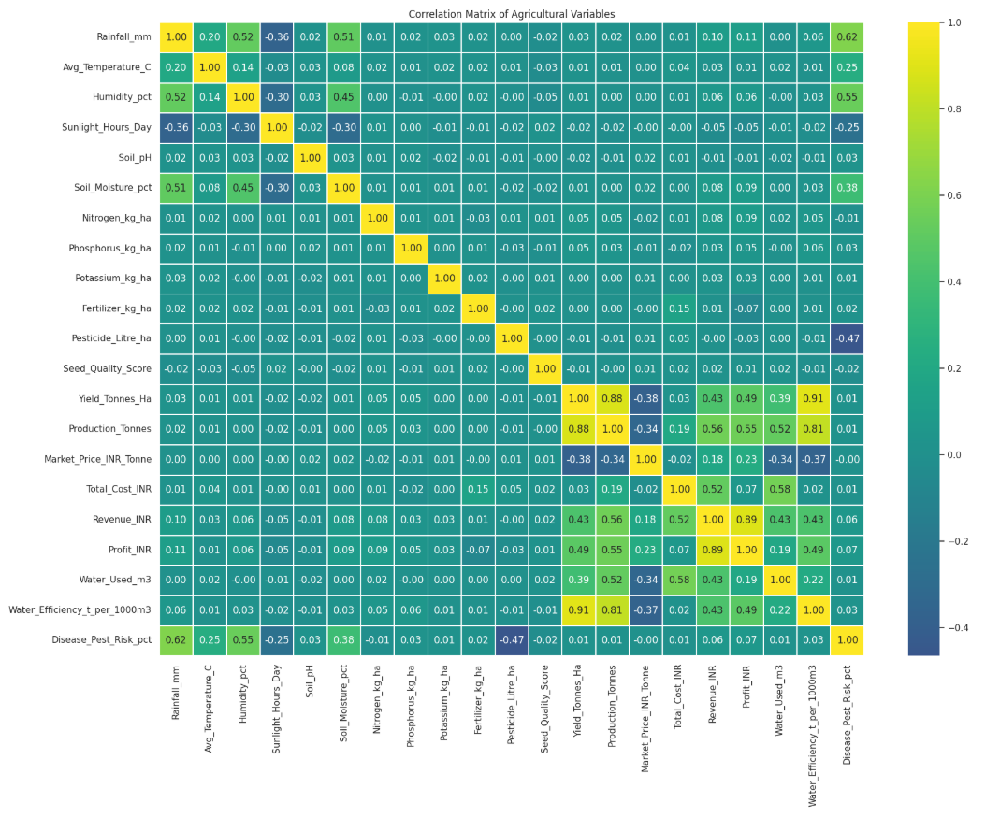 Correlation Matrix of Agricultural Variables
Rainfall_mm 1.00 0.20 0.52 -0.36 0.02 0.51 0.01 0.02 0.03 0.02 0.00 -0.02 0.03 0.02 0.00 0.01 0.10 0.11 0.00 0.06 0.62
Avg_Temperature_C 0.20 1.00 0.14 -0.03 0.03 0.08 0.02 0.01 0.02 0.02 0.01 -0.03 0.01 0.01 0.00 0.04 0.03 0.01 0.02 0.01 0.25
Humidity_pct 0.52 0.14 1.00 -0.30 0.03 0.45 0.00 -0.01 -0.00 0.02 -0.00 -0.05 0.01 0.01 0.00 0.01 0.06 0.06 -0.00 0.03 0.55
Sunlight_Hours_Day -0.36 -0.03 -0.30 1.00 -0.02 -0.30 0.01 0.00 -0.01 -0.01 -0.02 0.02 -0.02 -0.02 -0.00 -0.00 -0.05 -0.05 -0.01 -0.02 -0.25
Soil_pH 0.02 0.03 0.03 -0.02 1.00 0.03 0.01 0.02 -0.02 -0.01 -0.01 -0.00 -0.01 -0.01 0.02 0.01 -0.01 -0.01 -0.02 -0.01 0.03
Soil_Moisture_pct 0.51 0.08 0.45 -0.30 0.03 1.00 0.01 0.01 0.01 0.01 -0.02 -0.02 0.01 0.00 0.02 0.00 0.08 0.09 0.00 0.03 0.38
Nitrogen_kg_ha 0.01 0.02 0.00 0.01 0.01 0.01 1.00 0.01 0.01 -0.03 0.01 0.01 0.05 0.05 -0.02 0.01 0.08 0.09 0.02 0.05 -0.01
Phosphorus_kg_ha 0.02 0.01 -0.01 0.00 0.02 0.01 0.01 1.00 0.00 0.01 -0.03 -0.01 0.05 0.03 0.01 -0.02 0.03 0.05 -0.00 0.06 0.03
Potassium_kg_ha 0.03 0.02 -0.00 -0.01 -0.02 0.01 0.01 0.00 1.00 0.02 -0.00 0.01 0.00 0.00 0.01 0.00 0.03 0.03 0.00 0.01 0.01
Fertilizer_kg_ha 0.02 0.02 0.02 -0.01 -0.01 0.01 -0.03 0.01 0.02 1.00 -0.00 0.02 0.00 0.00 -0.00 0.15 0.01 -0.07 0.00 0.01 0.02
Pesticide_Litre_ha 0.00 0.01 -0.00 -0.02 -0.01 -0.02 0.01 -0.03 -0.00 -0.00 1.00 -0.00 -0.01 -0.01 0.01 0.05 -0.00 -0.03 0.00 -0.01 -0.47
Seed_Quality_Score -0.02 -0.03 -0.05 0.02 -0.00 -0.02 0.01 -0.01 0.01 0.02 -0.00 1.00 -0.01 -0.00 0.01 0.02 0.02 0.01 0.02 -0.01 -0.02
Yield_Tonnes_Ha 0.03 0.01 0.01 -0.02 -0.01 0.01 0.05 0.05 0.00 0.00 -0.01 -0.01 1.00 0.88 -0.38 0.03 0.43 0.49 0.39 0.91 0.01
Production_Tonnes 0.02 0.01 0.01 -0.02 -0.01 0.00 0.05 0.03 0.00 0.00 -0.01 -0.00 0.88 1.00 -0.34 0.19 0.56 0.55 0.52 0.81 0.01
Market_Price_INR_Tonne 0.00 0.00 0.00 -0.00 0.02 0.02 -0.02 0.01 0.01 -0.00 0.01 0.01 -0.38 -0.34 1.00 -0.02 0.18 0.23 -0.34 -0.37 -0.00
Total_Cost_INR 0.01 0.04 0.01 -0.00 0.01 0.00 0.01 -0.02 0.00 0.15 0.05 0.02 0.03 0.19 -0.02 1.00 0.52 0.07 0.58 0.02 0.01
Revenue_INR 0.10 0.03 0.06 -0.05 -0.01 0.08 0.08 0.03 0.03 0.01 -0.00 0.02 0.43 0.56 0.18 0.52 1.00 0.89 0.43 0.43 0.06
Profit_INR 0.11 0.01 0.06 -0.05 -0.01 0.09 0.09 0.05 0.03 -0.07 -0.03 0.01 0.49 0.55 0.23 0.07 0.89 1.00 0.19 0.49 0.07
Water_Used_m3 0.00 0.02 -0.00 -0.01 -0.02 0.00 0.02 -0.00 0.00 0.00 0.00 0.02 0.39 0.52 -0.34 0.58 0.43 0.19 1.00 0.22 0.01
Water_Efficiency_t_per_1000m3 0.06 0.01 0.03 -0.02 -0.01 0.03 0.05 0.06 0.01 0.01 -0.01 -0.01 0.91 0.81 -0.37 0.02 0.43 0.49 0.22 1.00 0.03
Disease_Pest_Risk_pct 0.62 0.25 0.55 -0.25 0.03 0.38 -0.01 0.03 0.01 0.02 -0.47 -0.02 0.01 0.01 -0.00 0.01 0.06 0.07 0.01 0.03 1.00
Rainfall_mm
Avg_Temperature_C
Humidity_pct
Sunlight_Hours_Day
Soil_pH
Soil_Moisture_pct
Nitrogen_kg_ha
Phosphorus_kg_ha
Potassium_kg_ha
Fertilizer_kg_ha
Pesticide_Litre_ha
Seed_Quality_Score
Yield_Tonnes_Ha
Production_Tonnes
Market_Price_INR_Tonne
Total_Cost_INR
Revenue_INR
Profit_INR
Water_Used_m3
Water_Efficiency_t_per_1000m3
Disease_Pest_Risk_pct
1.0
0.8
0.6
0.4
0.2
0.0
−0.2
−0.4